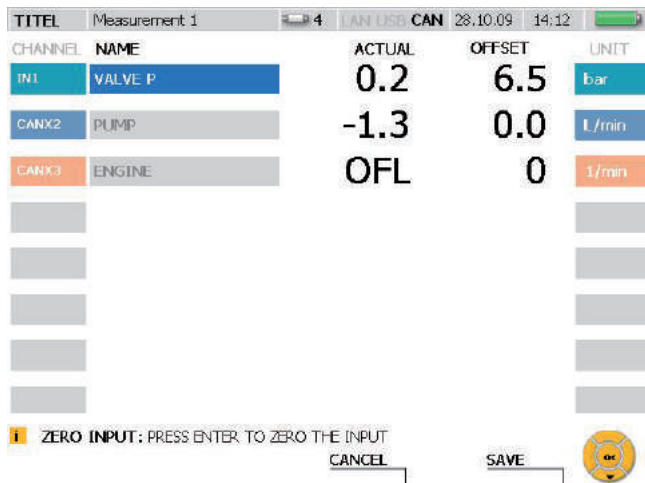 TITEL Measurement 1 4 LAN USB CAN 28.10.09 14:12
CHANNEL NAME ACTUAL OFFSET UNIT
IN1 VALVE P 0.2 6.5 bar
CANX2 PUMP -1.3 0.0 L/min
CANX3 ENGINE OFL 0 1/min
i ZERO INPUT: PRESS ENTER TO ZERO THE INPUT
CANCEL SAVE OK